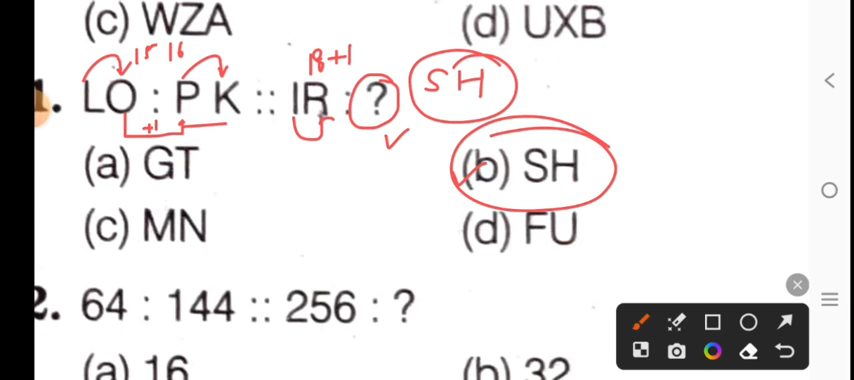 (c) WZA (d) UXB
15 16 18+1
1. LO : PK :: IR : ? SH
+1
(a) GT (b) SH
(c) MN (d) FU
2. 64 : 144 :: 256 : ?
(a) 16 (b) 32